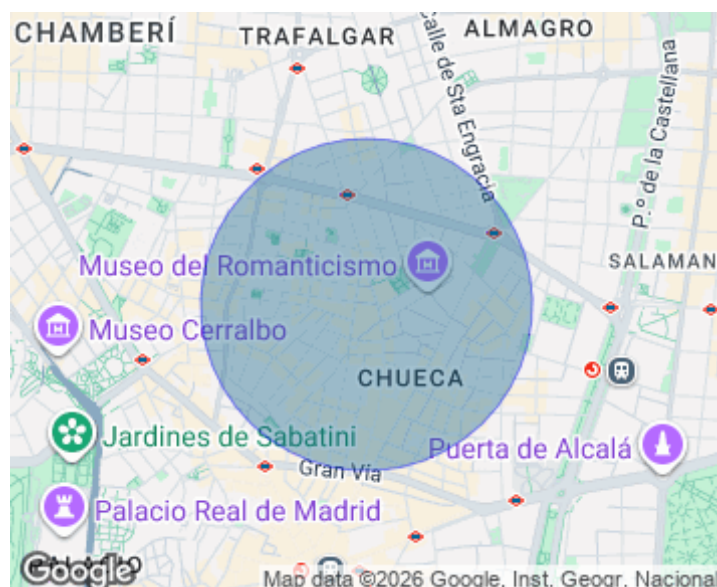 CHAMBERÍ
TRAFALGAR
ALMAGRO
Calle de Sta Engracia
P.º de la Castellana
Museo del Romanticismo
SALAMAN
Museo Cerralbo
CHUECA
Jardines de Sabatini
Puerta de Alcalá
Gran Vía
Palacio Real de Madrid
Google
Map data ©2026 Google, Inst. Geogr. Nacional